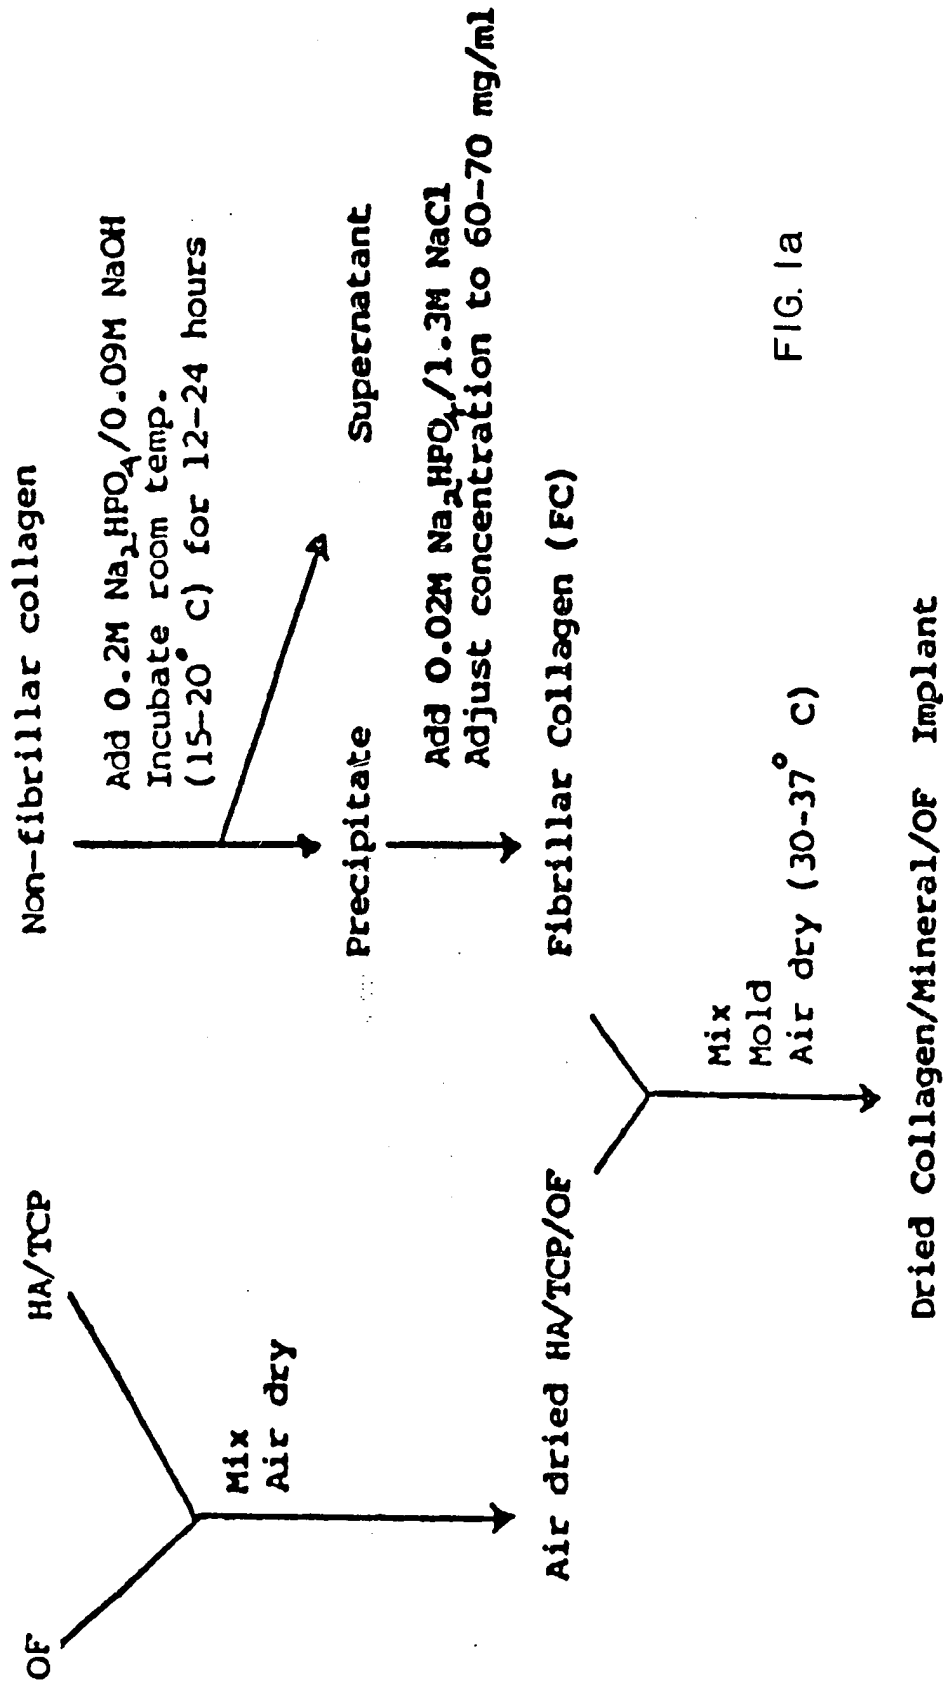 OF
HA/TCP
Mix
Air dry
Air dried HA/TCP/OF
Non-fibrillar collagen
Add 0.2M Na₂HPO₄/0.09M NaOH
Incubate room temp.
(15-20° C) for 12-24 hours
Precipitate
Supernatant
Add 0.02M Na₂HPO₄/1.3M NaCl
Adjust concentration to 60-70 mg/ml
Fibrillar Collagen (FC)
Mix
Mold
Air dry (30-37° C)
Dried Collagen/Mineral/OF Implant
FIG. 1a